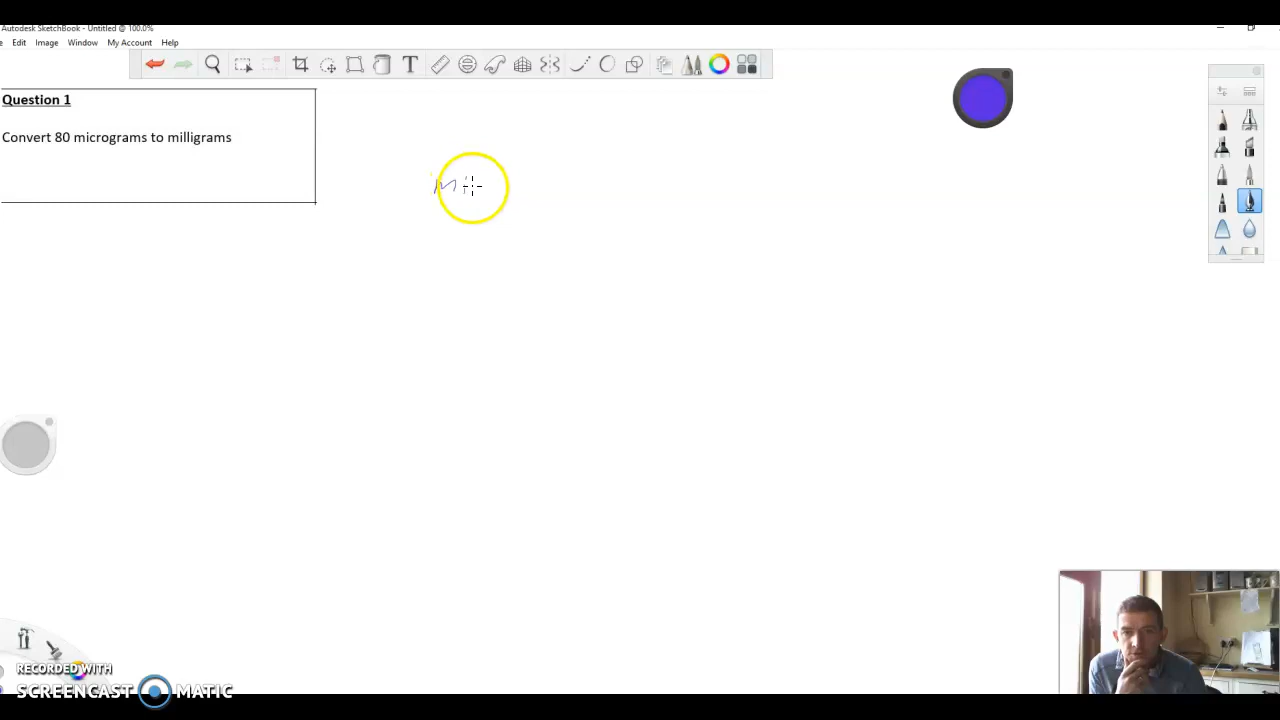 Autodesk SketchBook - Untitled @ 100.0%
Edit Image Window My Account Help
T
Question 1
Convert 80 micrograms to milligrams
Mi
RECORDED WITH
SCREENCAST MATIC